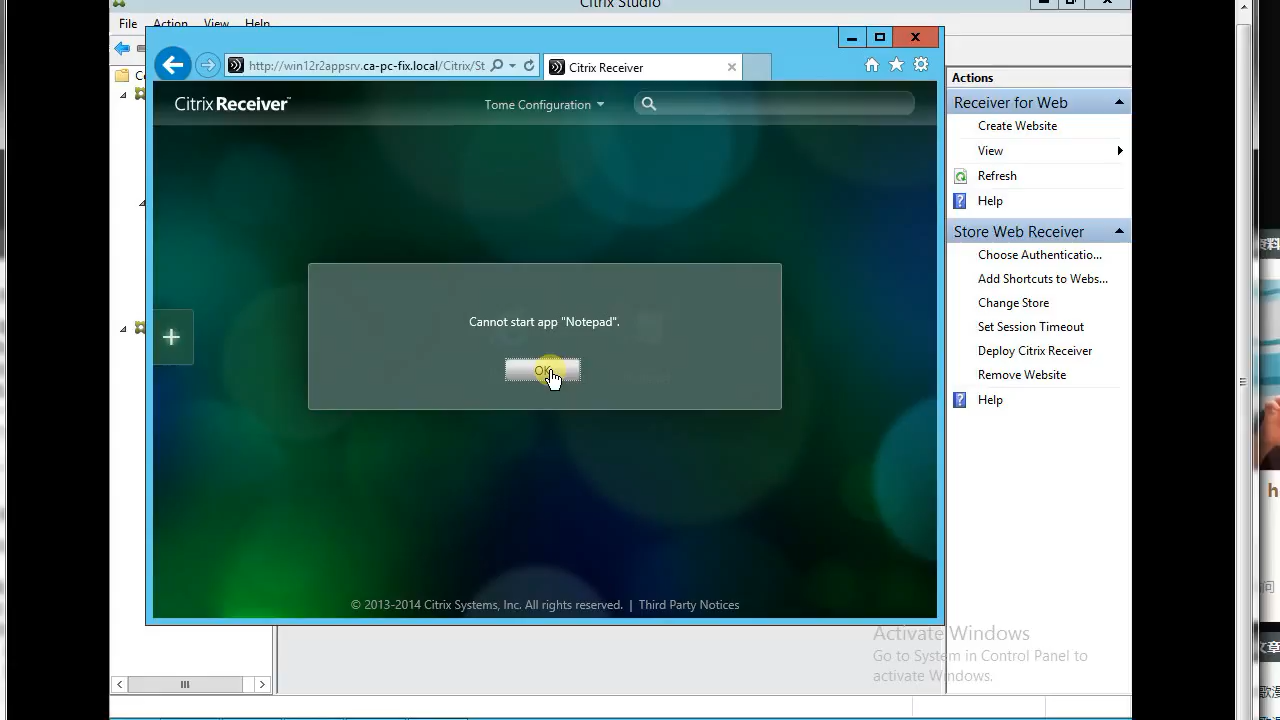 Citrix Studio
File Action View Help
http://win12r2appsrv.ca-pc-fix.local/Citrix/St
Citrix Receiver
Citrix Receiver™
Tome Configuration
Cannot start app "Notepad".
OK
© 2013-2014 Citrix Systems, Inc. All rights reserved. | Third Party Notices
Actions
Receiver for Web
Create Website
View
Refresh
Help
Store Web Receiver
Choose Authenticatio...
Add Shortcuts to Webs...
Change Store
Set Session Timeout
Deploy Citrix Receiver
Remove Website
Help
Activate Windows
Go to System in Control Panel to
activate Windows.